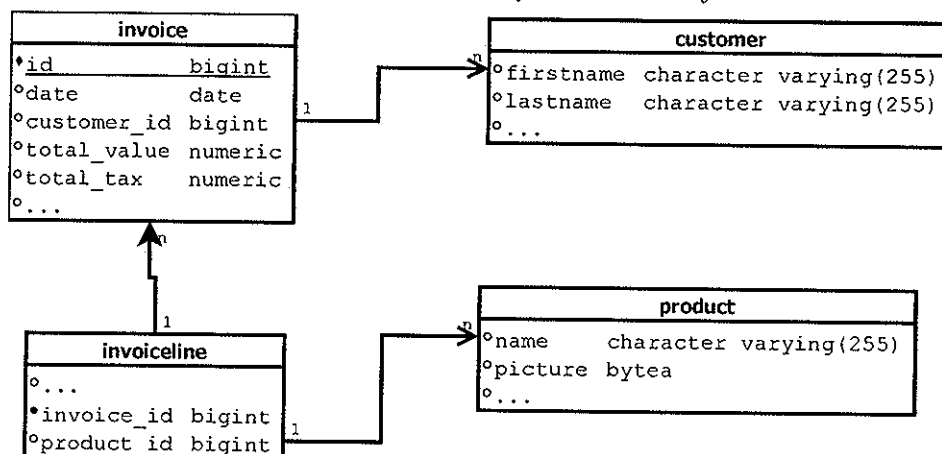 invoice
id bigint
date date
customer_id bigint
total_value numeric
total_tax numeric
...
customer
firstname character varying(255)
lastname character varying(255)
...
n
1
n
1
invoiceline
...
invoice_id bigint
product_id bigint
n
1
product
name character varying(255)
picture bytea
...